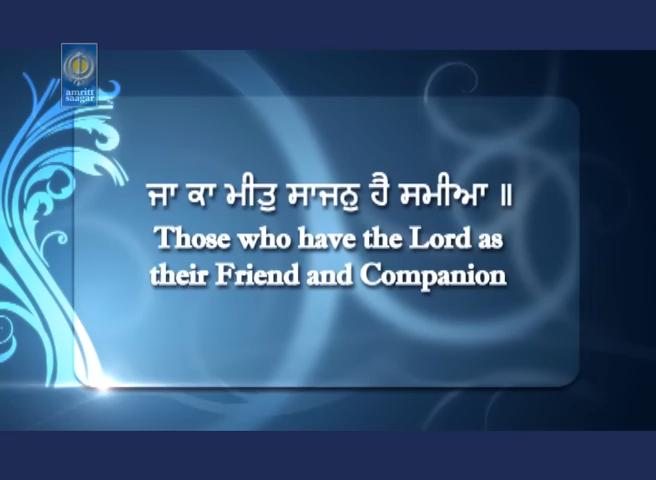 amritt
saagar
ਜਾ ਕਾ ਮੀਤੁ ਸਾਜਨੁ ਹੈ ਸਮੀਆ ॥
Those who have the Lord as
their Friend and Companion